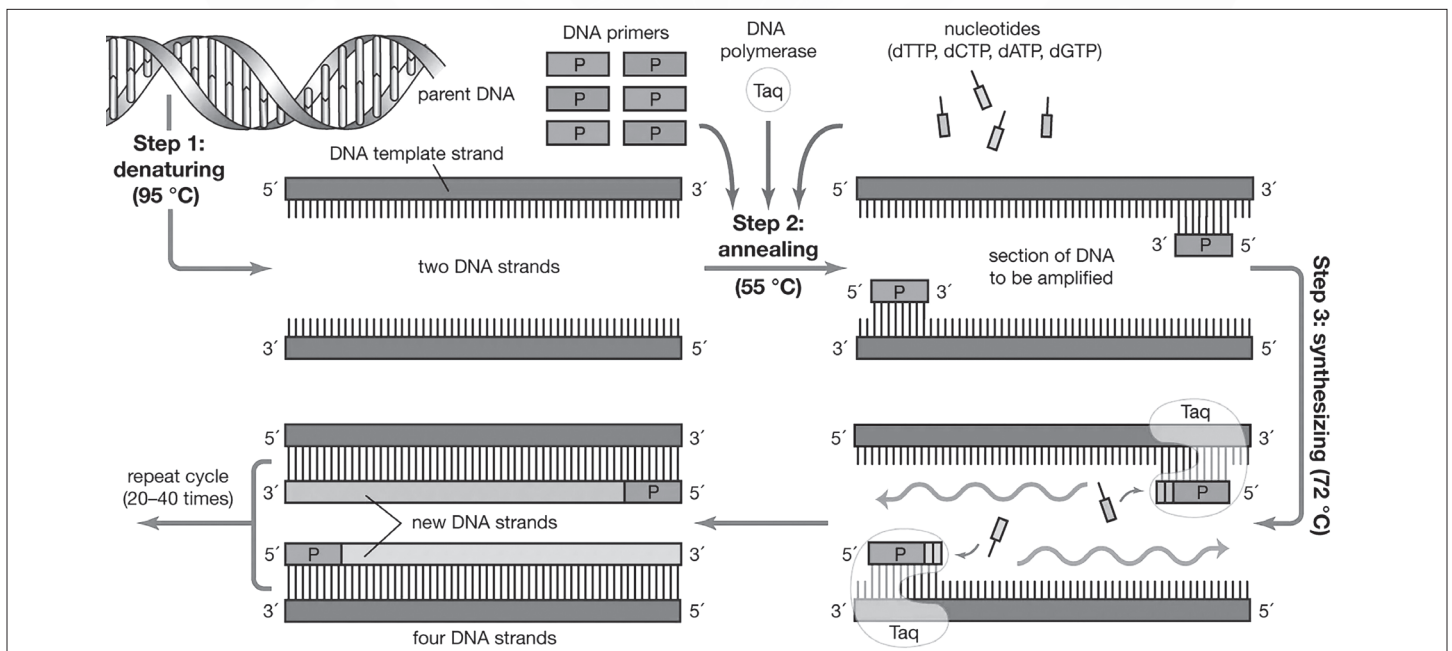 parent DNA
Step 1:
denaturing
(95 °C)
DNA primers
P P
P P
P P
DNA
polymerase
Taq
nucleotides
(dTTP, dCTP, dATP, dGTP)
DNA template strand
5′ 3′
two DNA strands
3′ 5′
Step 2:
annealing
(55 °C)
5′ 3′
3′ P 5′
section of DNA
to be amplified
5′ P 3′
3′ 5′
Step 3: synthesizing (72 °C)
Taq
5′ 3′
P 5′
5′ P
3′ 5′
Taq
5′ 3′
3′ P 5′
new DNA strands
5′ P 3′
3′ 5′
four DNA strands
repeat cycle
(20–40 times)